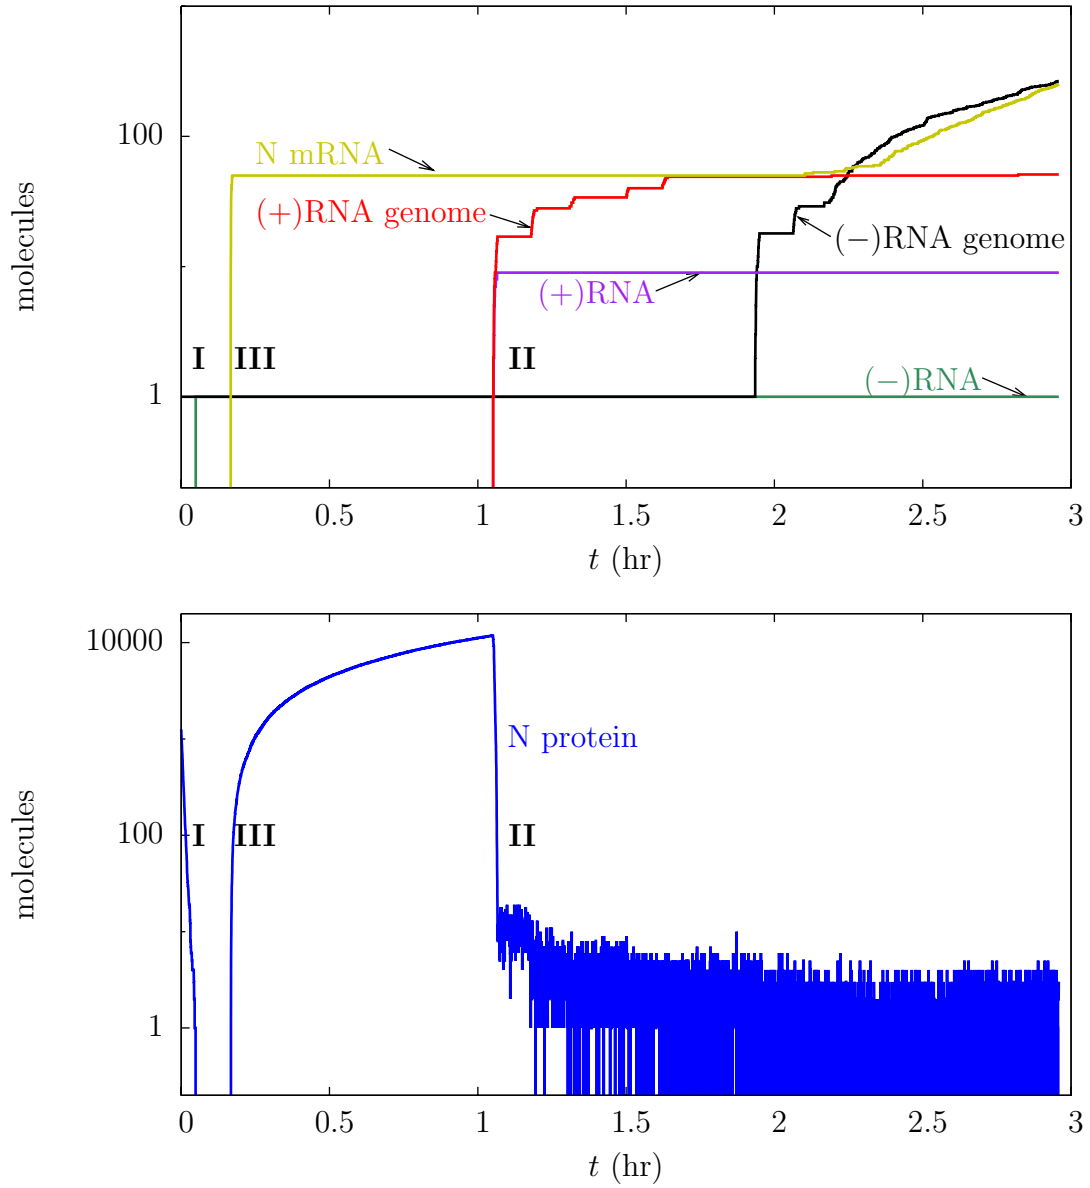 molecules
100
1
N mRNA
(+)RNA genome
(−)RNA genome
(+)RNA
I
III
II
(−)RNA
0
0.5
1
1.5
2
2.5
3
t (hr)
molecules
10000
100
1
N protein
I
III
II
0
0.5
1
1.5
2
2.5
3
t (hr)